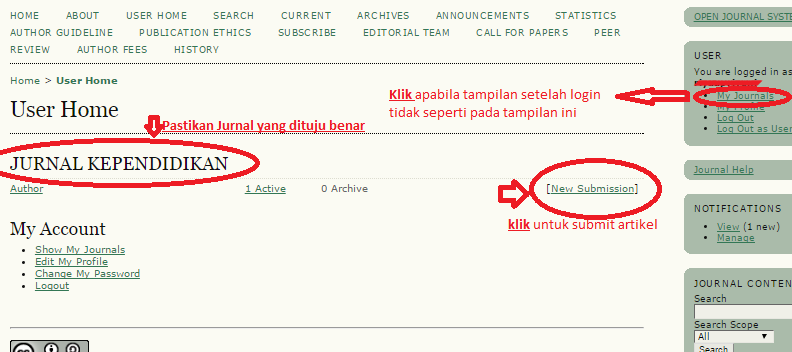 HOME ABOUT USER HOME SEARCH CURRENT ARCHIVES ANNOUNCEMENTS STATISTICS
AUTHOR GUIDELINE PUBLICATION ETHICS SUBSCRIBE EDITORIAL TEAM CALL FOR PAPERS PEER
REVIEW AUTHOR FEES HISTORY
Home > User Home
User Home
Klik apabila tampilan setelah login
tidak seperti pada tampilan ini
Pastikan Jurnal yang dituju benar
JURNAL KEPENDIDIKAN
Author 1 Active 0 Archive [New Submission]
klik untuk submit artikel
My Account
Show My Journals
Edit My Profile
Change My Password
Logout
OPEN JOURNAL SYSTE
USER
You are logged in as
My Journals
My Profile
Log Out
Log Out as User
Journal Help
NOTIFICATIONS
View (1 new)
Manage
JOURNAL CONTEN
Search
Search Scope
All
Search